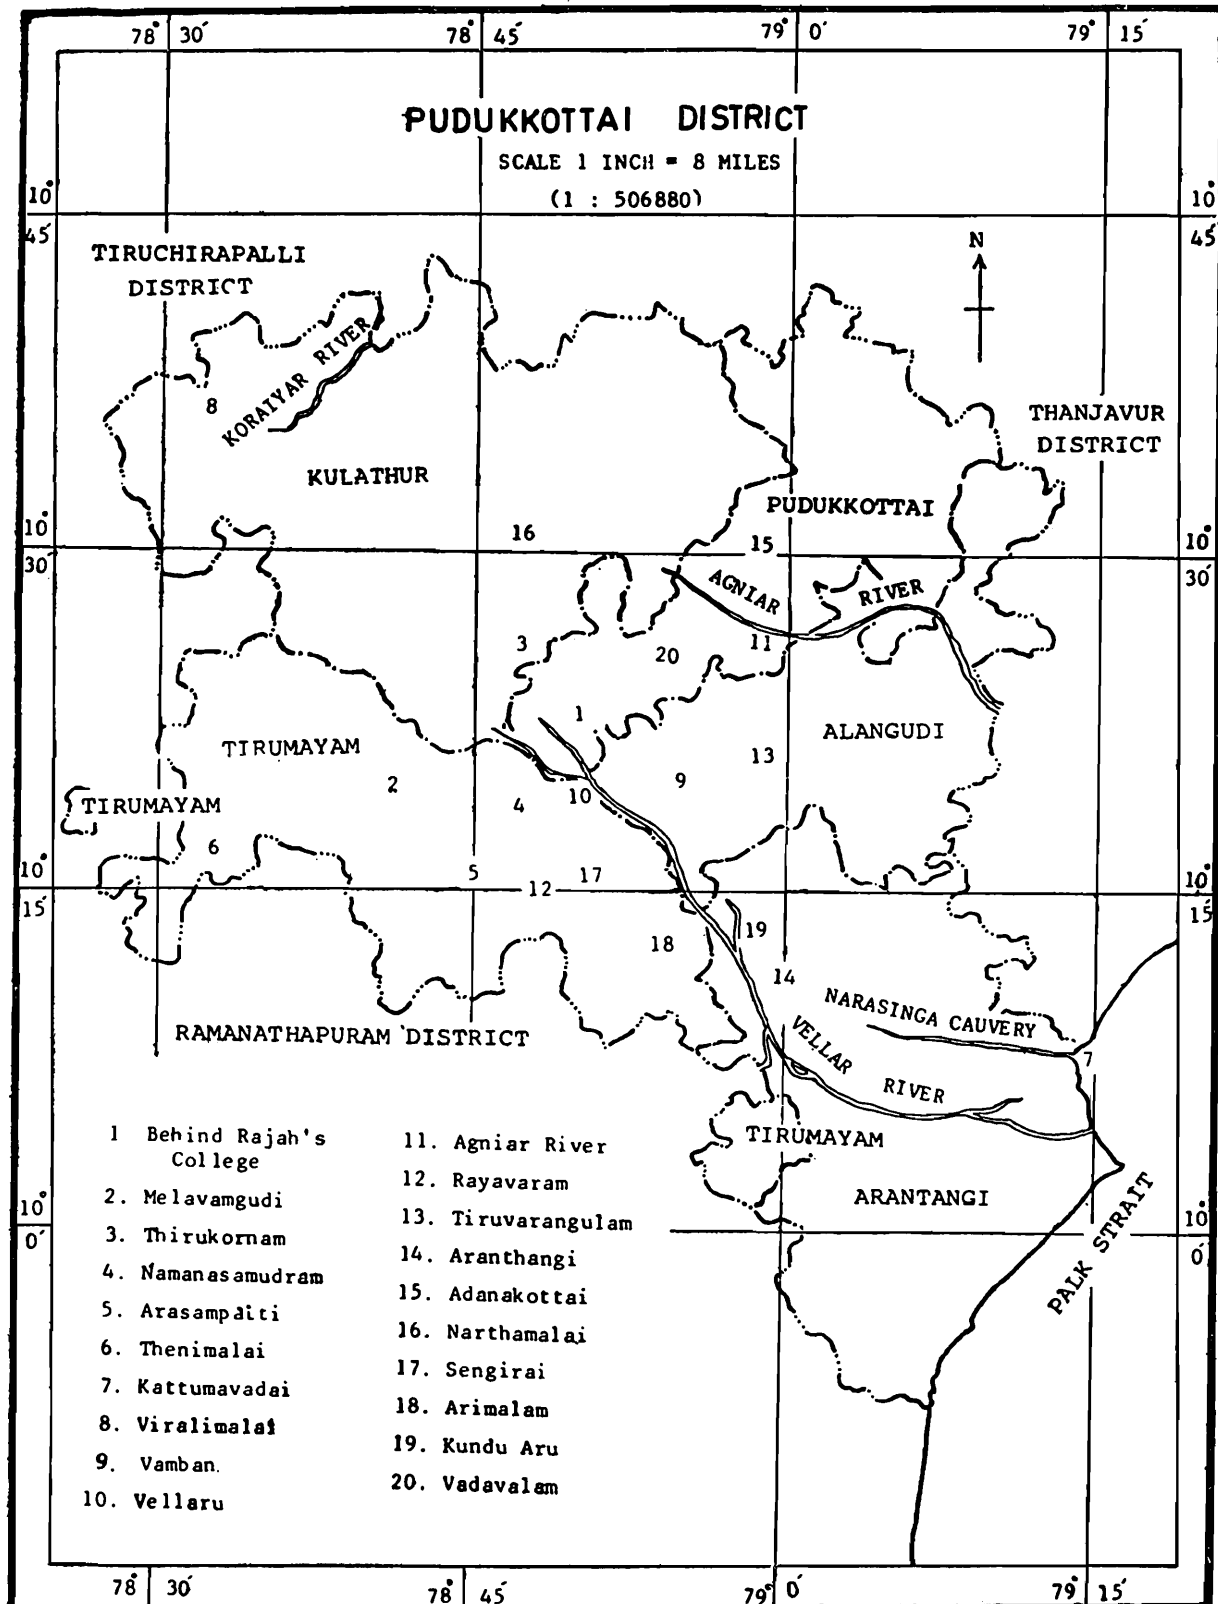 78° 30′ 78° 45′ 79° 0′ 79° 15′
PUDUKKOTTAI DISTRICT
SCALE 1 INCH = 8 MILES
(1 : 506880)
10° 45′ 10° 45′
N
TIRUCHIRAPALLI
DISTRICT
KORAIYAR RIVER
8
THANJAVUR
DISTRICT
KULATHUR
PUDUKKOTTAI
16
15
10° 30′ 10° 30′
AGNIAR RIVER
3
20
11
1
TIRUMAYAM
ALANGUDI
13
2
9
10
4
TIRUMAYAM
6
5
12
17
10° 15′ 10° 15′
18
19
14
NARASINGA CAUVERY
RAMANATHAPURAM DISTRICT
VELLAR RIVER
7
TIRUMAYAM
ARANTANGI
PALK STRAIT
10° 0′ 10° 0′
1 Behind Rajah's
College
2. Melavamgudi
3. Thirukornam
4. Namanasamudram
5. Arasampatti
6. Thenimalai
7. Kattumavadai
8. Viralimalai
9. Vamban.
10. Vellaru
11. Agniar River
12. Rayavaram
13. Tiruvarangulam
14. Aranthangi
15. Adanakottai
16. Narthamalai
17. Sengirai
18. Arimalam
19. Kundu Aru
20. Vadavalam
78° 30′ 78° 45′ 79° 0′ 79° 15′